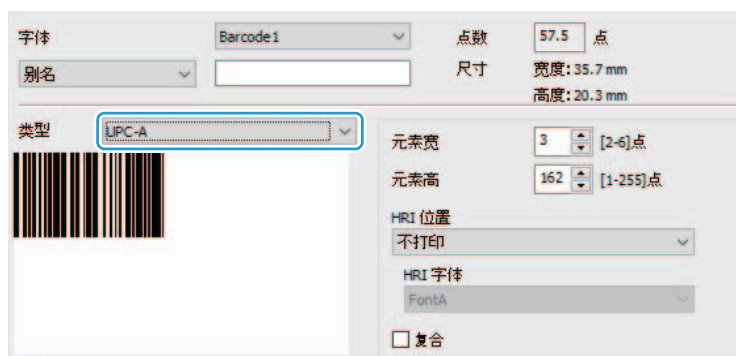 字体 Barcode1 点数 57.5 点
别名 尺寸 宽度: 35.7 mm
高度: 20.3 mm
类型 UPC-A
元素宽 3 [2-6]点
元素高 162 [1-255]点
HRI 位置
不打印
HRI 字体
FontA
复合